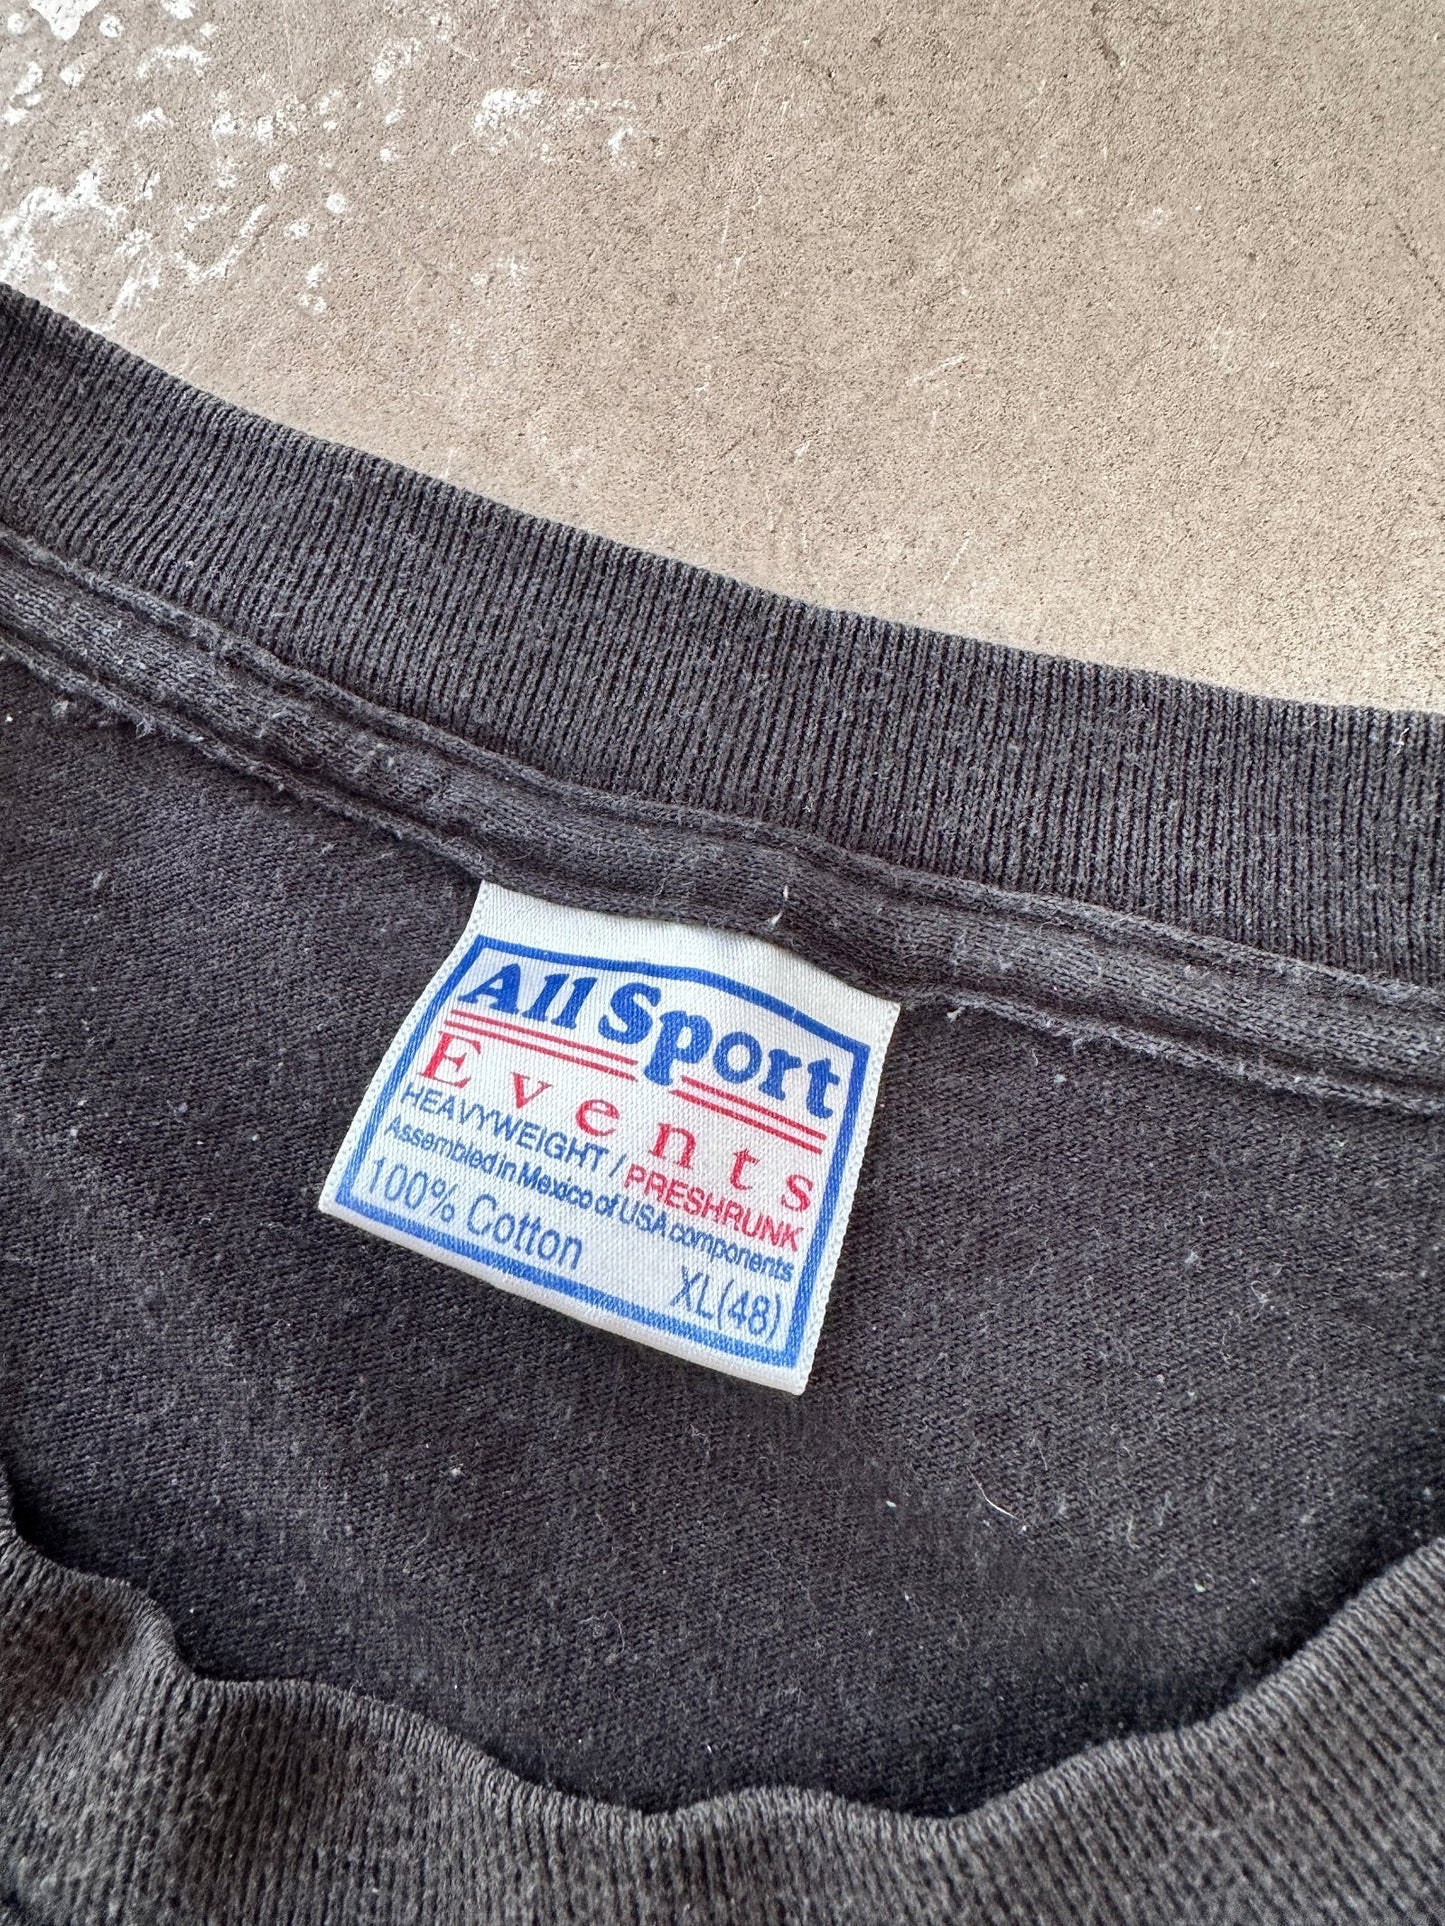 All Sport
Events
HEAVYWEIGHT / PRESHRUNK
Assembled in Mexico of USA components
100% Cotton
XL(48)